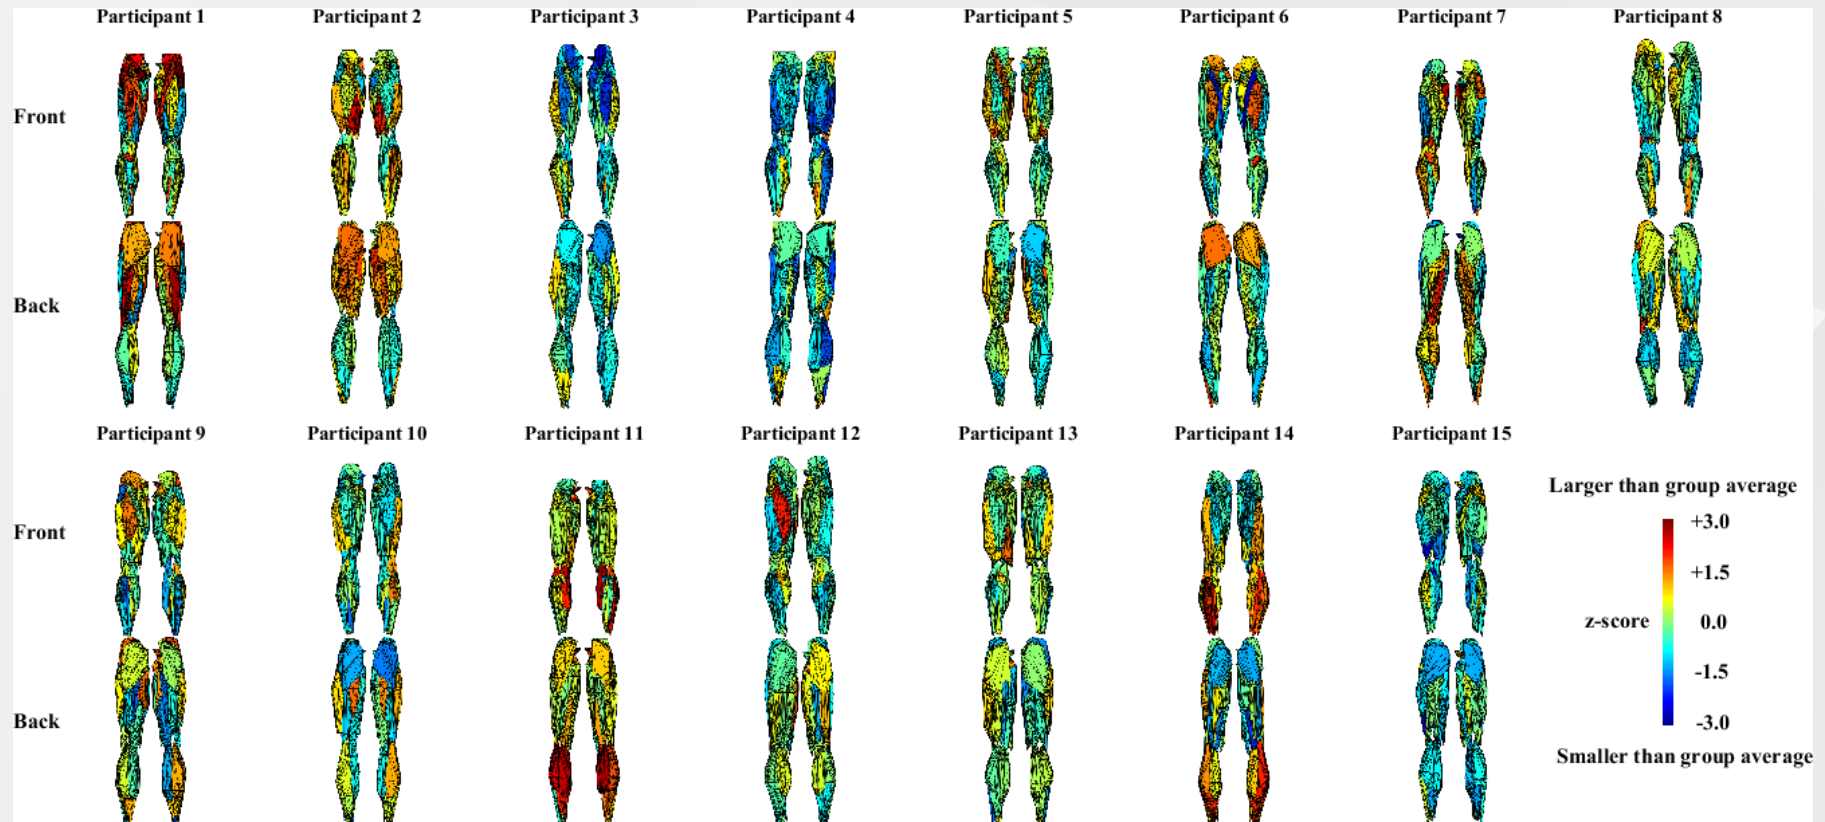 Participant 1 Participant 2 Participant 3 Participant 4 Participant 5 Participant 6 Participant 7 Participant 8
Front
Back
Participant 9 Participant 10 Participant 11 Participant 12 Participant 13 Participant 14 Participant 15
Larger than group average
+3.0
Front
+1.5
z-score 0.0
-1.5
Back
-3.0
Smaller than group average